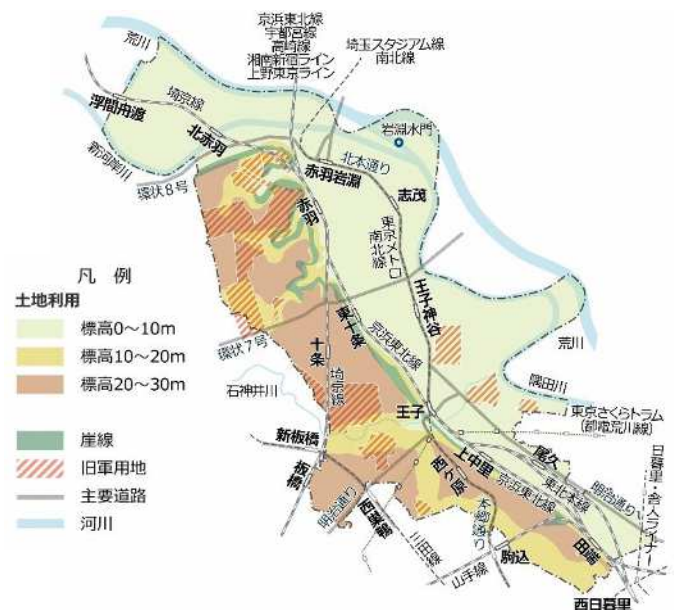 京浜東北線
宇都宮線
高崎線
湘南新宿ライン
上野東京ライン
埼玉スタジアム線
南北線
荒川
埼京線
浮間舟渡
北赤羽
新河岸川
環状8号
岩淵水門
北本通り
赤羽岩淵
志茂
赤羽
東京メトロ
南北線
王子神谷
凡例
土地利用
標高0～10m
標高10～20m
標高20～30m
崖線
旧軍用地
主要道路
河川
環状7号
東十条
京浜東北線
十条
埼京線
石神井川
荒川
隅田川
王子
東京さくらトラム
(都電荒川線)
新板橋
板橋
西ケ原
上中里
尾久
京浜東北線
東北本線
明治通り
日暮里・舎人ライナー
明治通り
西巣鴨
三田線
本郷通り
駒込
山手線
田端
西日暮里